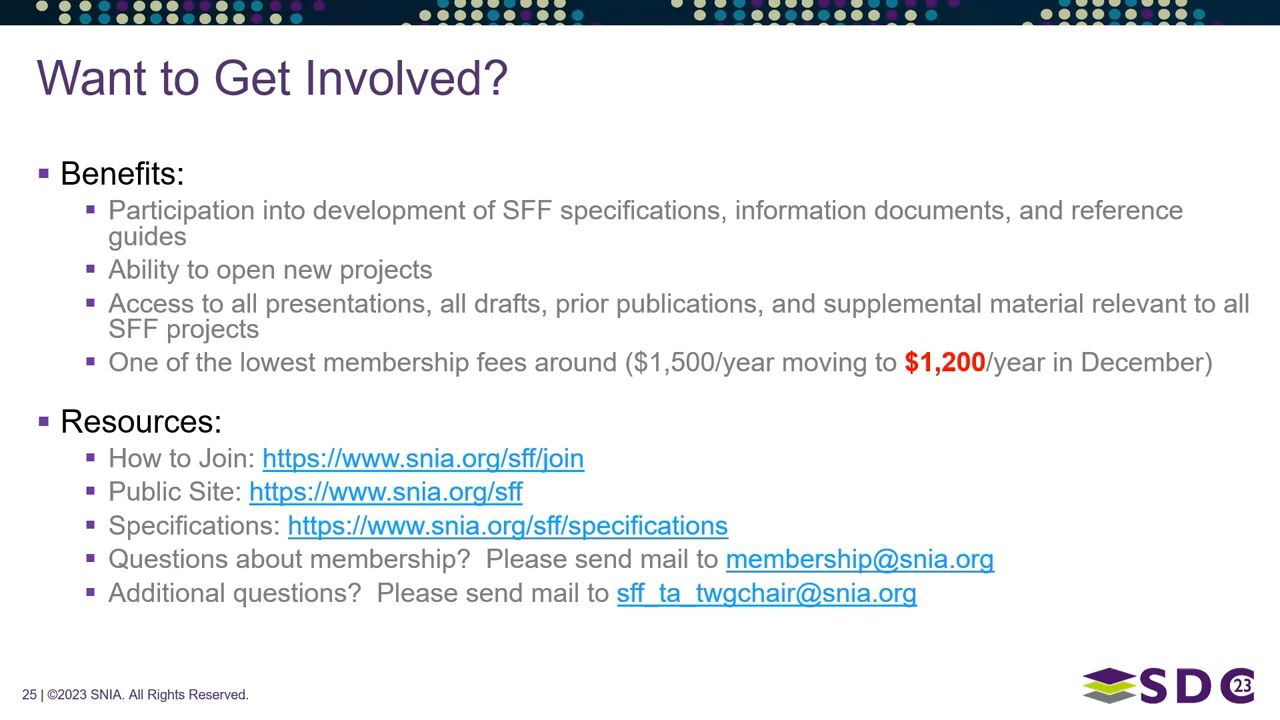 Want to Get Involved?
Benefits:
Participation into development of SFF specifications, information documents, and reference
guides
Ability to open new projects
Access to all presentations, all drafts, prior publications, and supplemental material relevant to all
SFF projects
One of the lowest membership fees around ($1,500/year moving to $1,200/year in December)
Resources:
How to Join: https://www.snia.org/sff/join
Public Site: https://www.snia.org/sff
Specifications: https://www.snia.org/sff/specifications
Questions about membership?  Please send mail to membership@snia.org
Additional questions?  Please send mail to sff_ta_twgchair@snia.org
25 | ©2023 SNIA. All Rights Reserved.
SDC 23